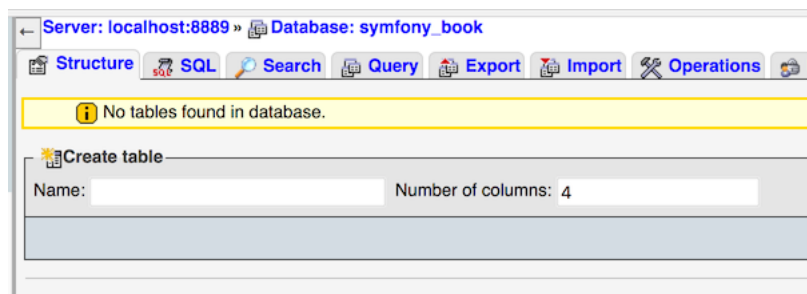 ← Server: localhost:8889 » Database: symfony_book
Structure SQL Search Query Export Import Operations
No tables found in database.
Create table
Name: Number of columns: 4